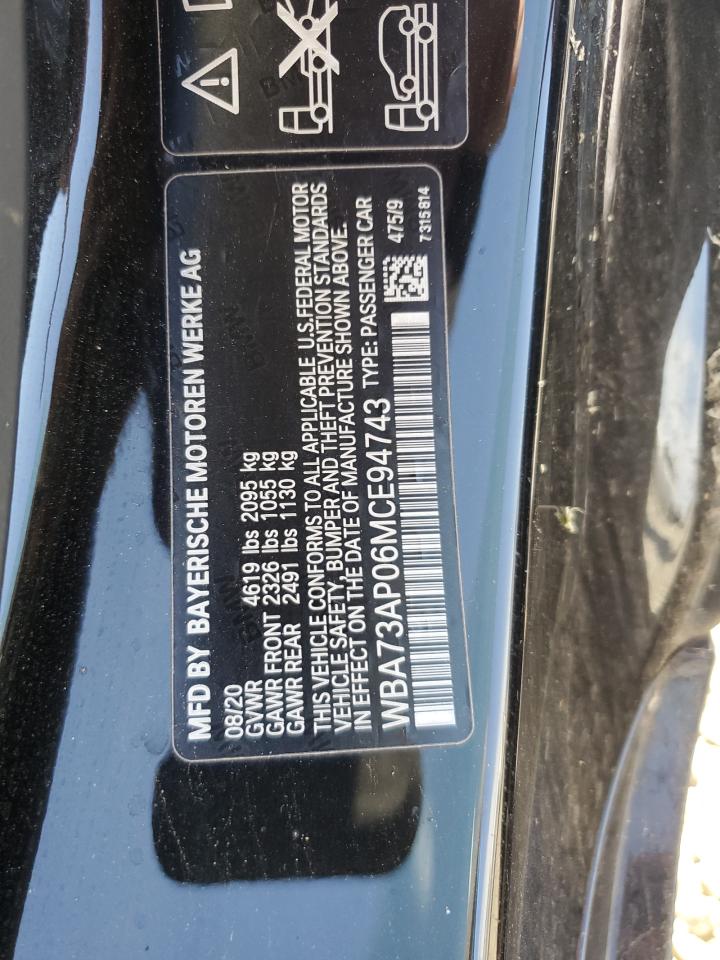 MFD BY BAYERISCHE MOTOREN WERKE AG
08/20
GVWR 4619 lbs 2095 kg
GAWR FRONT 2326 lbs 1055 kg
GAWR REAR 2491 lbs 1130 kg
THIS VEHICLE CONFORMS TO ALL APPLICABLE U.S.FEDERAL MOTOR
VEHICLE SAFETY, BUMPER AND THEFT PREVENTION STANDARDS
IN EFFECT ON THE DATE OF MANUFACTURE SHOWN ABOVE.
WBA73AP06MCE94743 TYPE: PASSENGER CAR
475/9
7315814